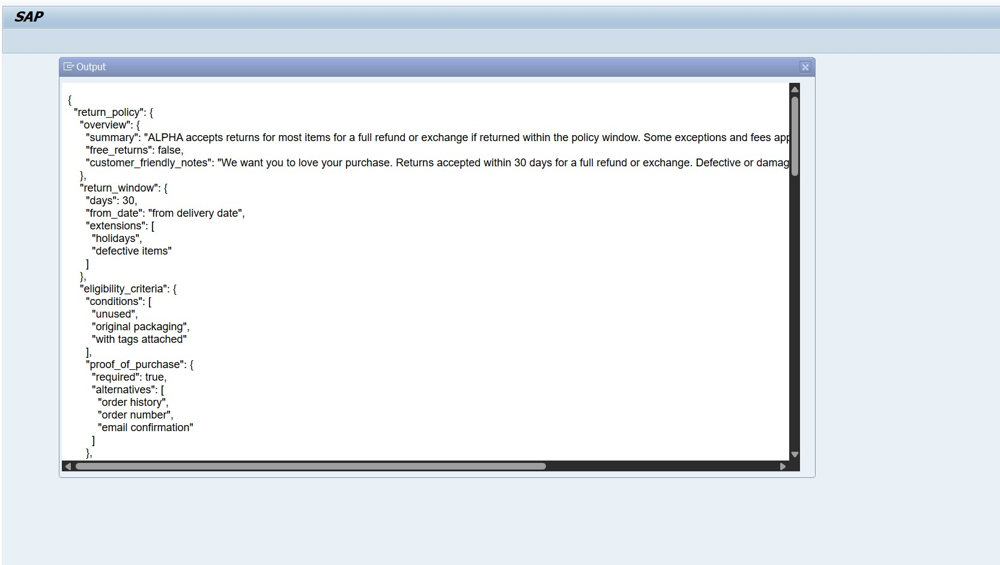 SAP
Output
{
"return_policy": {
"overview": {
"summary": "ALPHA accepts returns for most items for a full refund or exchange if returned within the policy window. Some exceptions and fees app
"free_returns": false,
"customer_friendly_notes": "We want you to love your purchase. Returns accepted within 30 days for a full refund or exchange. Defective or damag
},
"return_window": {
"days": 30,
"from_date": "from delivery date",
"extensions": [
"holidays",
"defective items"
]
},
"eligibility_criteria": {
"conditions": [
"unused",
"original packaging",
"with tags attached"
],
"proof_of_purchase": {
"required": true,
"alternatives": [
"order history",
"order number",
"email confirmation"
]
},